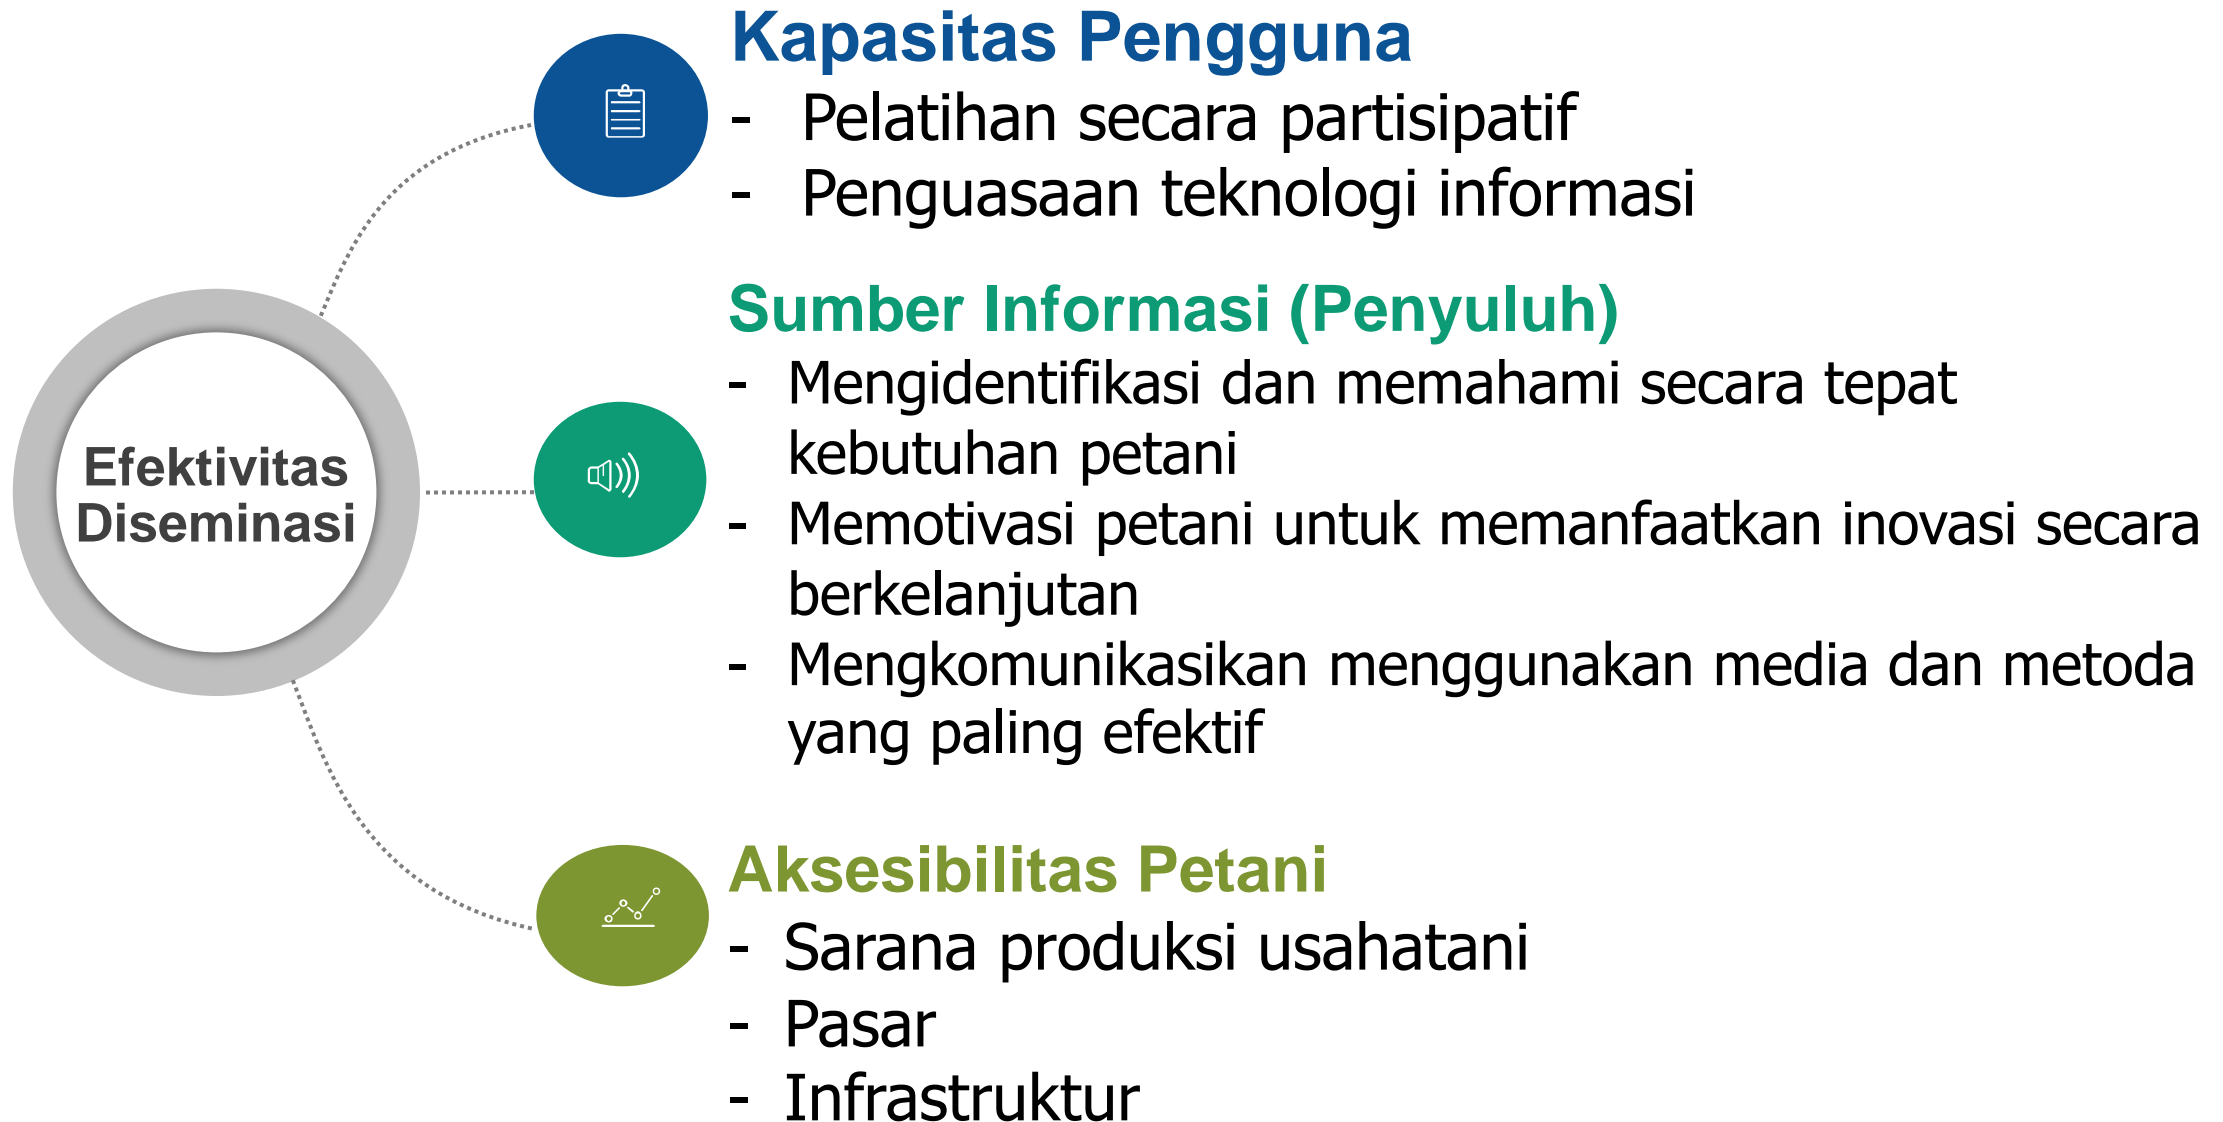 Kapasitas Pengguna
- Pelatihan secara partisipatif
- Penguasaan teknologi informasi
Efektivitas
Diseminasi
Sumber Informasi (Penyuluh)
- Mengidentifikasi dan memahami secara tepat
kebutuhan petani
- Memotivasi petani untuk memanfaatkan inovasi secara
berkelanjutan
- Mengkomunikasikan menggunakan media dan metoda
yang paling efektif
Aksesibilitas Petani
- Sarana produksi usahatani
- Pasar
- Infrastruktur